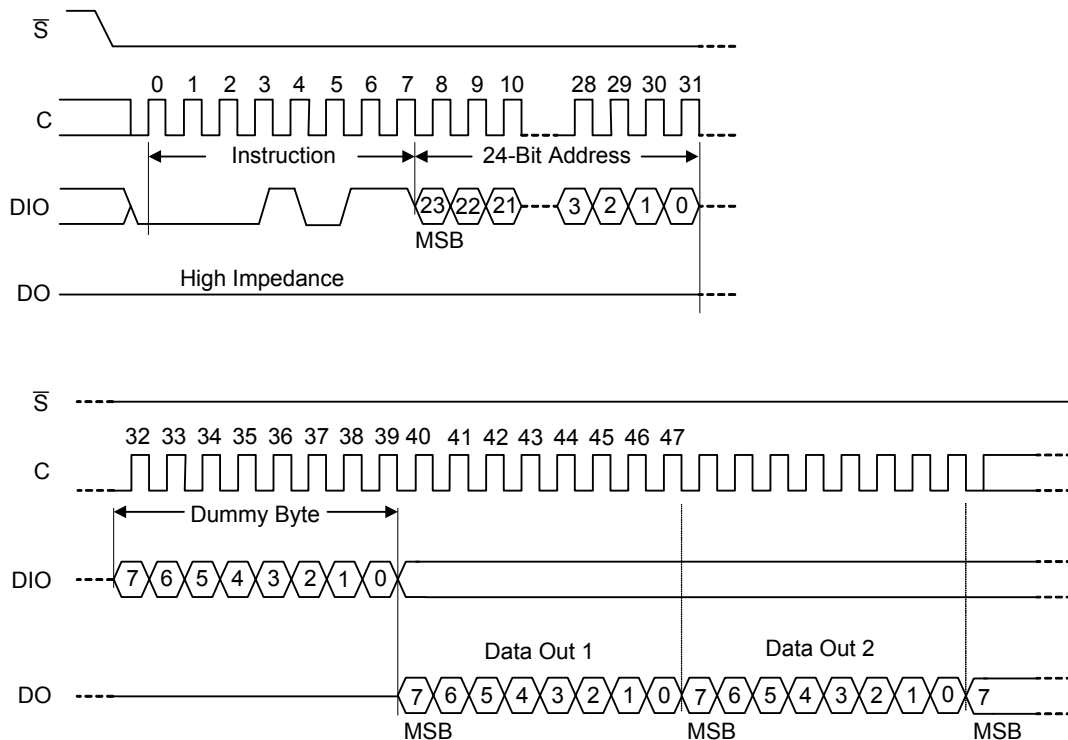 S̅
0 1 2 3 4 5 6 7 8 9 10 28 29 30 31
C
Instruction 24-Bit Address
DIO 23 22 21 3 2 1 0
MSB
High Impedance
DO
S̅
32 33 34 35 36 37 38 39 40 41 42 43 44 45 46 47
C
Dummy Byte
DIO 7 6 5 4 3 2 1 0
Data Out 1 Data Out 2
DO 7 6 5 4 3 2 1 0 7 6 5 4 3 2 1 0 7
MSB MSB MSB